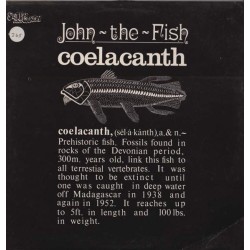 John ~ the ~ Fish
coelacanth
coelacanth, (sēl·ȧ·kănth), a. & n.~
Prehistoric fish. Fossils found in
rocks of the Devonian period,
300m. years old, link this fish to
all terrestial vertebrates. It was
thought to be extinct until
one was caught in deep water
off Madagascar in 1938 and
again in 1952. It reaches up
to 5ft. in length and 100lbs.
in weight.